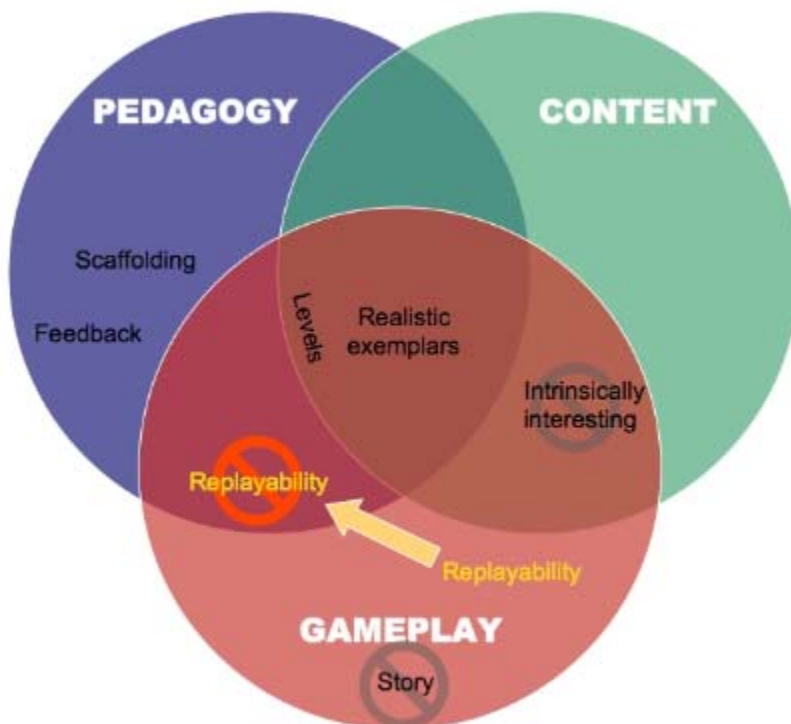 PEDAGOGY
CONTENT
Scaffolding
Feedback
Levels
Realistic
exemplars
Intrinsically
interesting
Replayability
Replayability
GAMEPLAY
Story